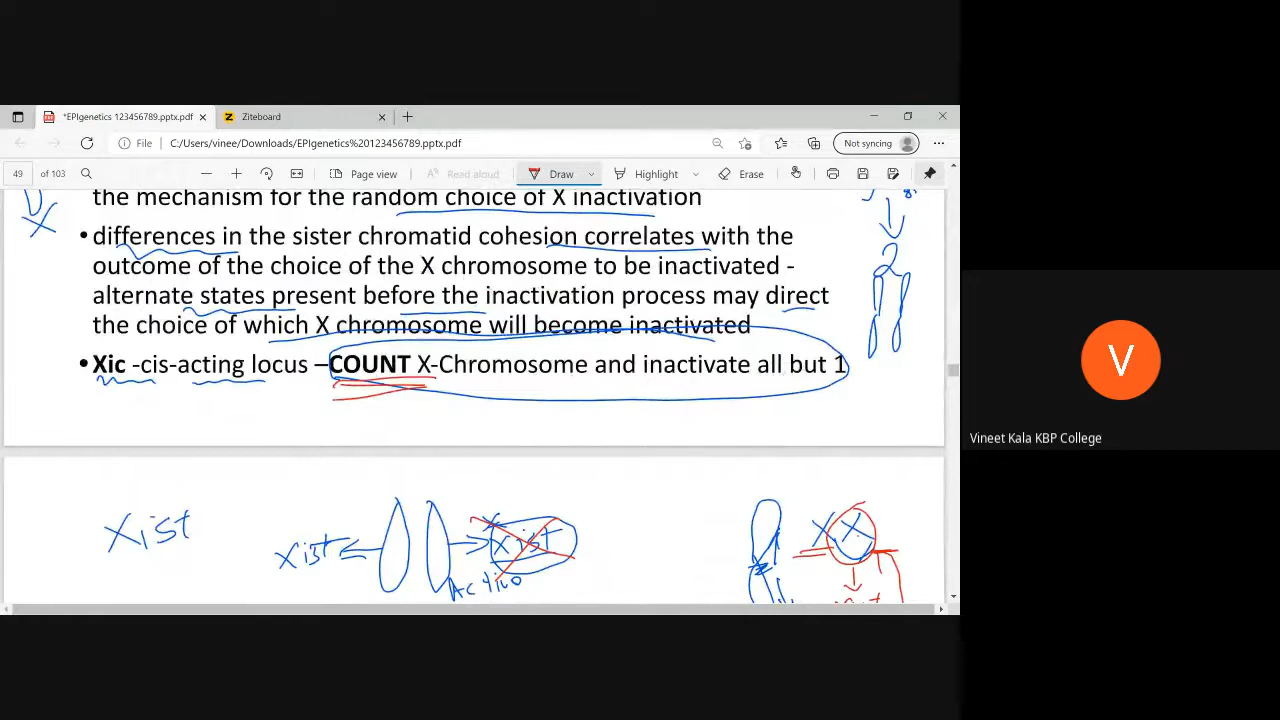 *EPIgenetics 123456789.pptx.pdf
Ziteboard
File
C:/Users/vinee/Downloads/EPIgenetics%20123456789.pptx.pdf
Not syncing
49 of 103
Page view
Read aloud
Draw
Highlight
Erase
the mechanism for the random choice of X inactivation
X
•differences in the sister chromatid cohesion correlates with the
2
outcome of the choice of the X chromosome to be inactivated -
alternate states present before the inactivation process may direct
the choice of which X chromosome will become inactivated
•Xic -cis-acting locus –COUNT X-Chromosome and inactivate all but 1
Xist
Xist
X
Xist
Active
XX
V
Vineet Kala KBP College